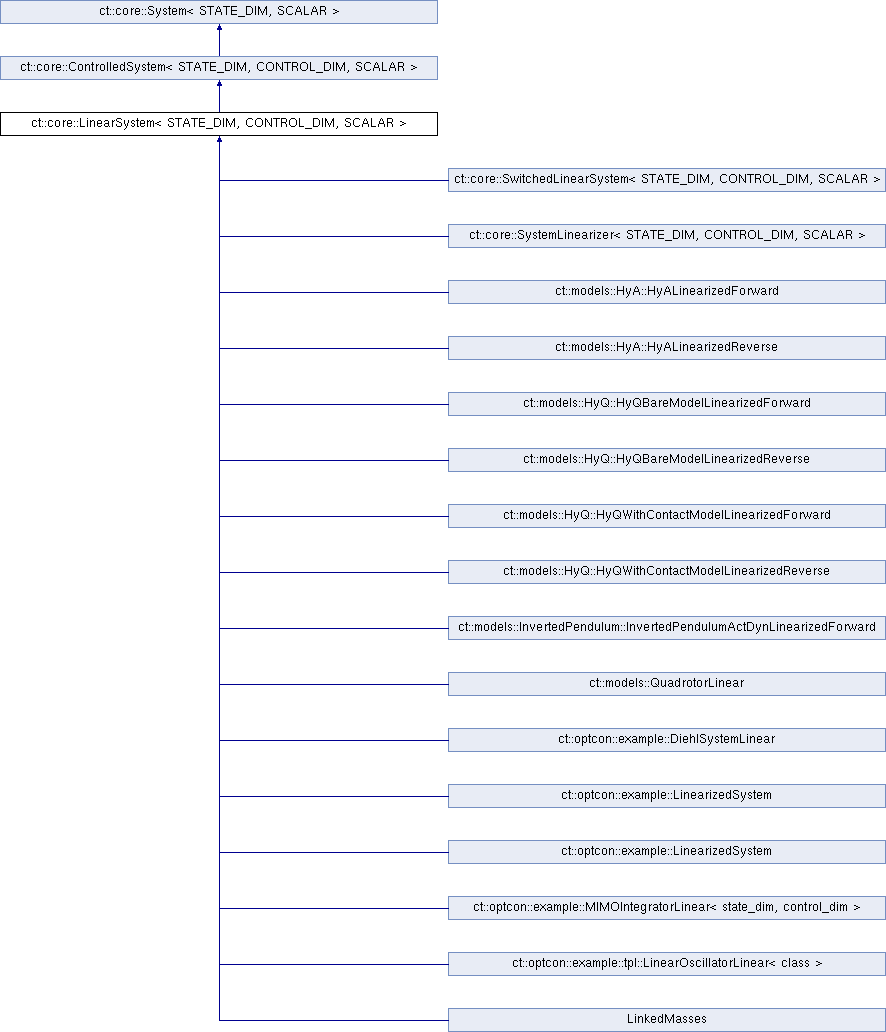 ct::core::System< STATE_DIM, SCALAR >
ct::core::ControlledSystem< STATE_DIM, CONTROL_DIM, SCALAR >
ct::core::LinearSystem< STATE_DIM, CONTROL_DIM, SCALAR >
ct::core::SwitchedLinearSystem< STATE_DIM, CONTROL_DIM, SCALAR >
ct::core::SystemLinearizer< STATE_DIM, CONTROL_DIM, SCALAR >
ct::models::HyA::HyALinearizedForward
ct::models::HyA::HyALinearizedReverse
ct::models::HyQ::HyQBareModelLinearizedForward
ct::models::HyQ::HyQBareModelLinearizedReverse
ct::models::HyQ::HyQWithContactModelLinearizedForward
ct::models::HyQ::HyQWithContactModelLinearizedReverse
ct::models::InvertedPendulum::InvertedPendulumActDynLinearizedForward
ct::models::QuadrotorLinear
ct::optcon::example::DiehlSystemLinear
ct::optcon::example::LinearizedSystem
ct::optcon::example::LinearizedSystem
ct::optcon::example::MIMOIntegratorLinear< state_dim, control_dim >
ct::optcon::example::tpl::LinearOscillatorLinear< class >
LinkedMasses